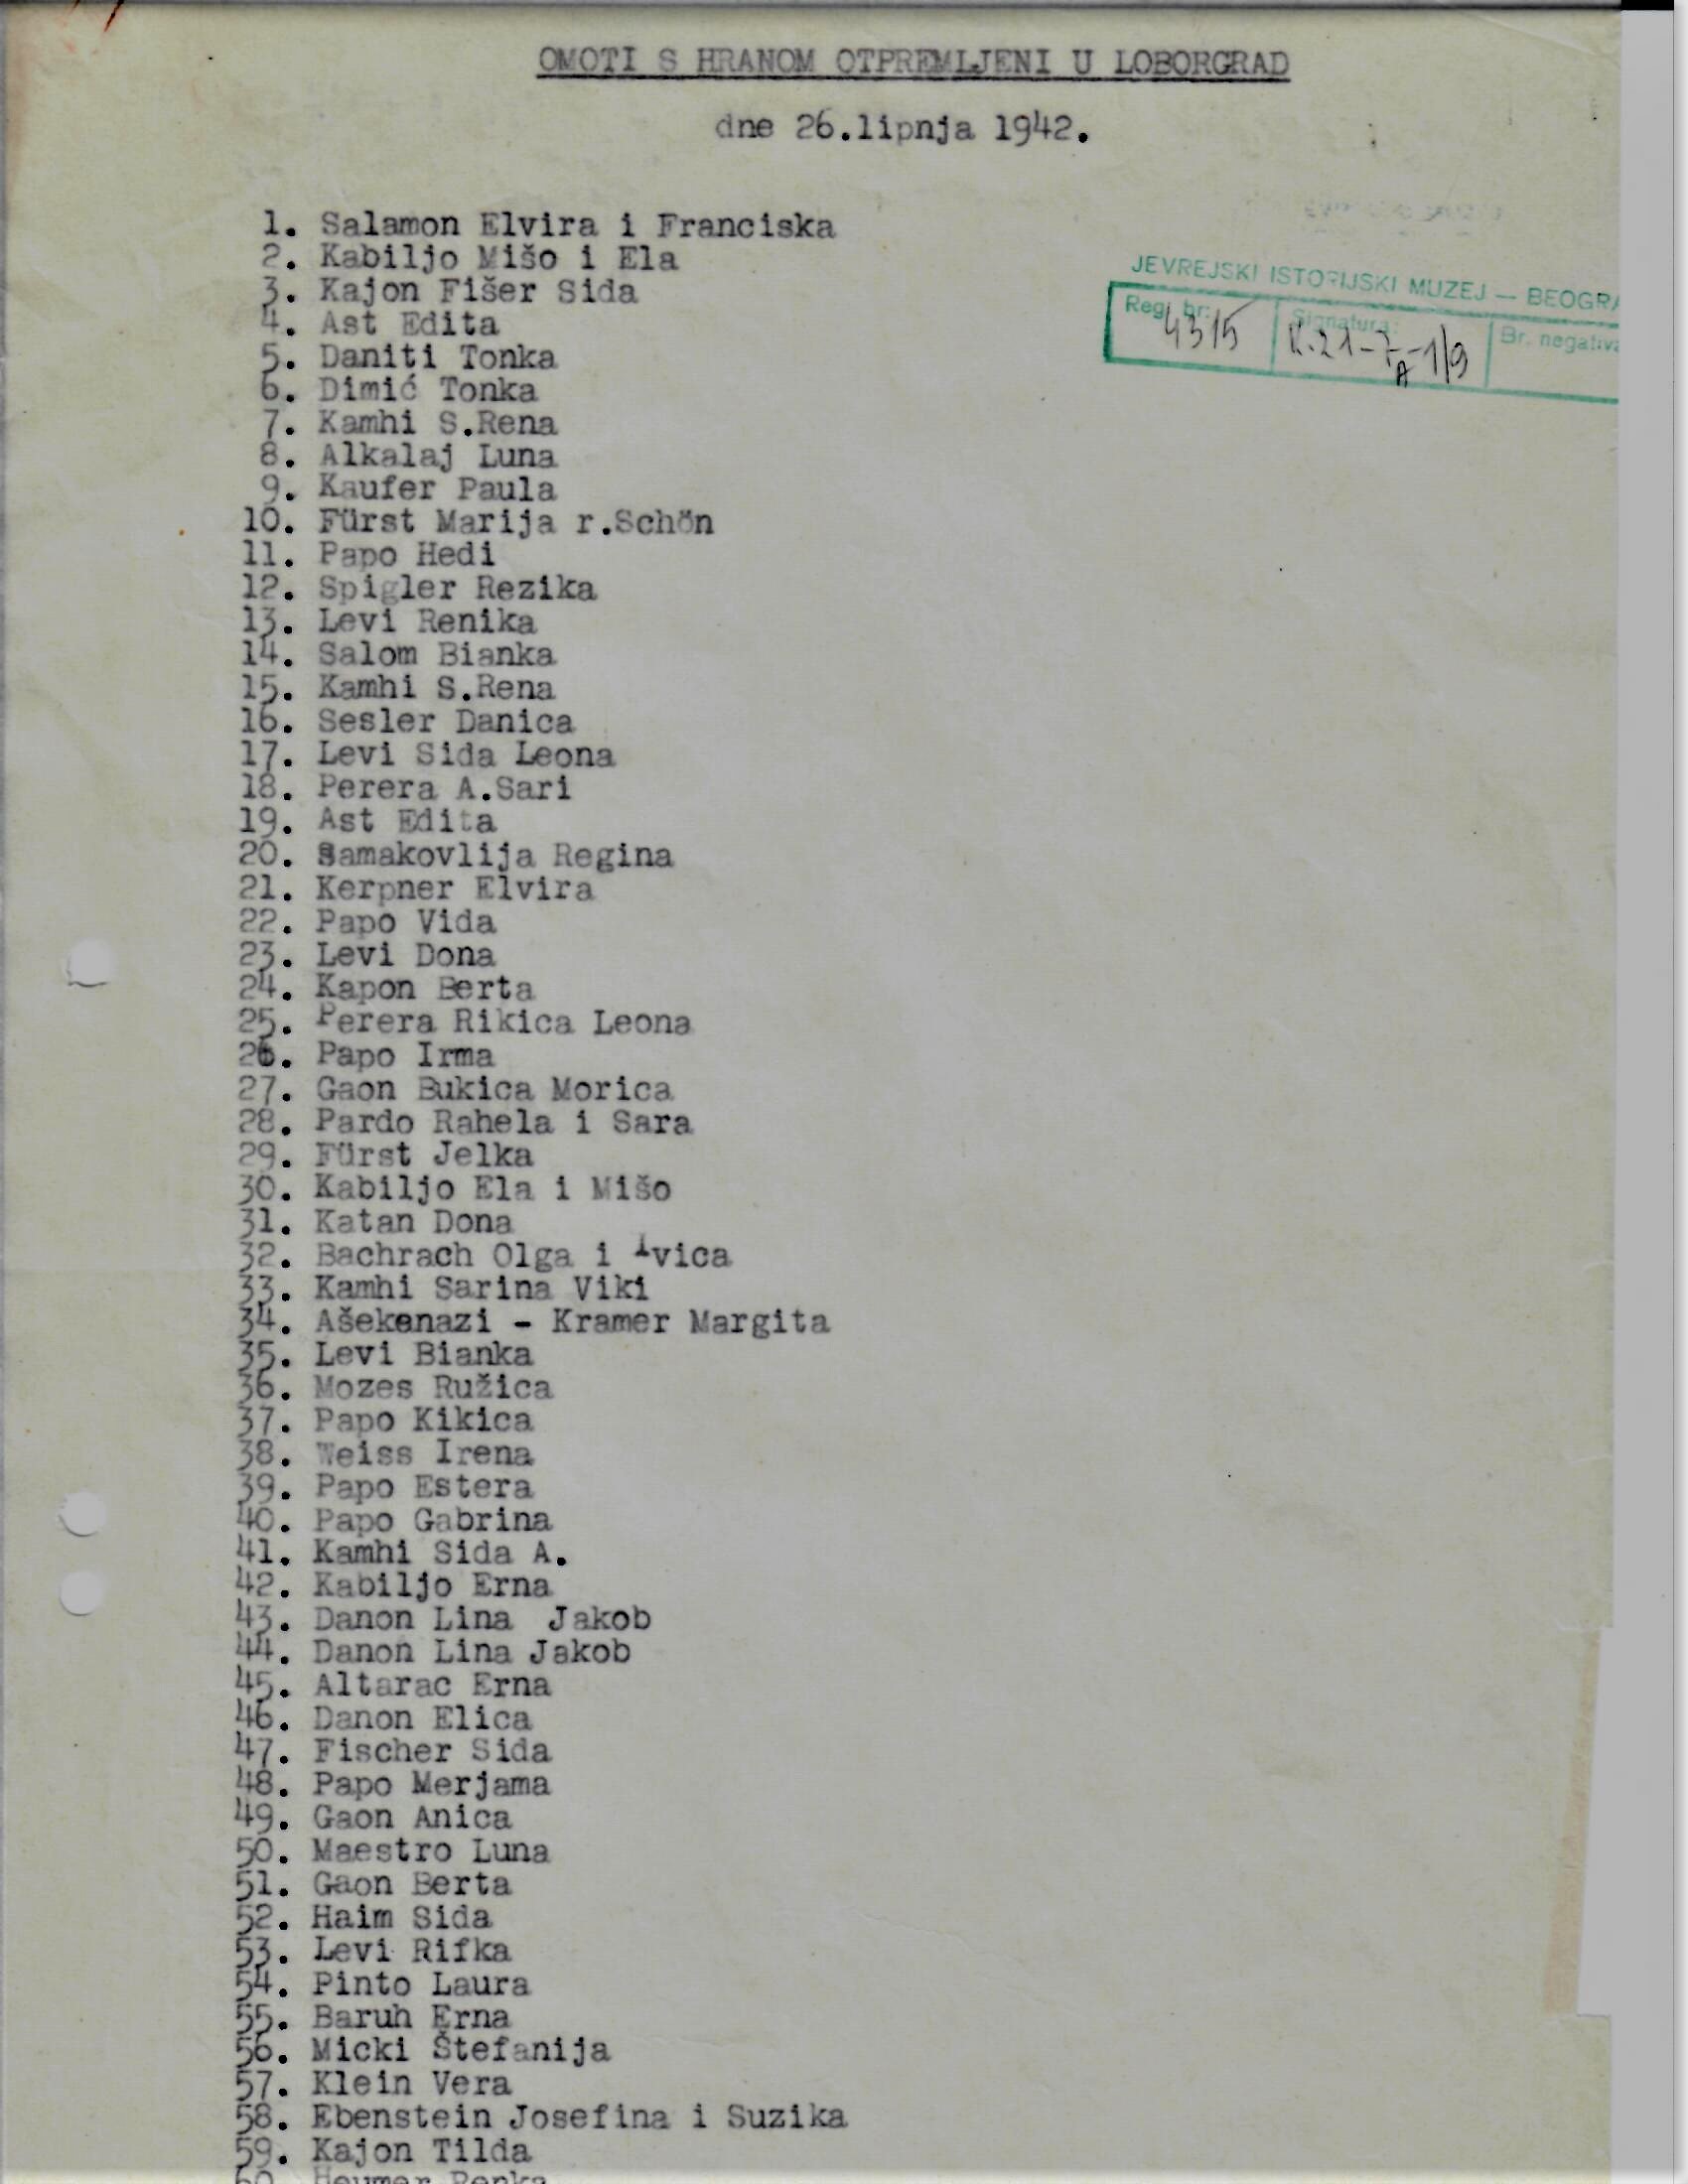 OMOTI S HRANOM OTPREMLJENI U LOBORGRAD
dne 26.lipnja 1942.
JEVREJSKI ISTORIJSKI MUZEJ — BEOGRA
Reg. br: 4315
Signatura: K.21-7A-1/9
Br. negativa
1. Salamon Elvira i Franciska
2. Kabiljo Mišo i Ela
3. Kajon Fišer Sida
4. Ast Edita
5. Daniti Tonka
6. Dimić Tonka
7. Kamhi S.Rena
8. Alkalaj Luna
9. Kaufer Paula
10. Fürst Marija r.Schön
11. Papo Hedi
12. Spigler Rezika
13. Levi Renika
14. Salom Bianka
15. Kamhi S.Rena
16. Sesler Danica
17. Levi Sida Leona
18. Perera A.Sari
19. Ast Edita
20. Samakovlija Regina
21. Kerpner Elvira
22. Papo Vida
23. Levi Dona
24. Kapon Berta
25. Perera Rikica Leona
26. Papo Irma
27. Gaon Bukica Morica
28. Pardo Rahela i Sara
29. Fürst Jelka
30. Kabiljo Ela i Mišo
31. Katan Dona
32. Bachrach Olga i Ivica
33. Kamhi Sarina Viki
34. Ašekenazi - Kramer Margita
35. Levi Bianka
36. Mozes Ružica
37. Papo Kikica
38. Weiss Irena
39. Papo Estera
40. Papo Gabrina
41. Kamhi Sida A.
42. Kabiljo Erna
43. Danon Lina  Jakob
44. Danon Lina Jakob
45. Altarac Erna
46. Danon Elica
47. Fischer Sida
48. Papo Merjama
49. Gaon Anica
50. Maestro Luna
51. Gaon Berta
52. Haim Sida
53. Levi Rifka
54. Pinto Laura
55. Baruh Erna
56. Micki Štefanija
57. Klein Vera
58. Ebenstein Josefina i Suzika
59. Kajon Tilda
60.